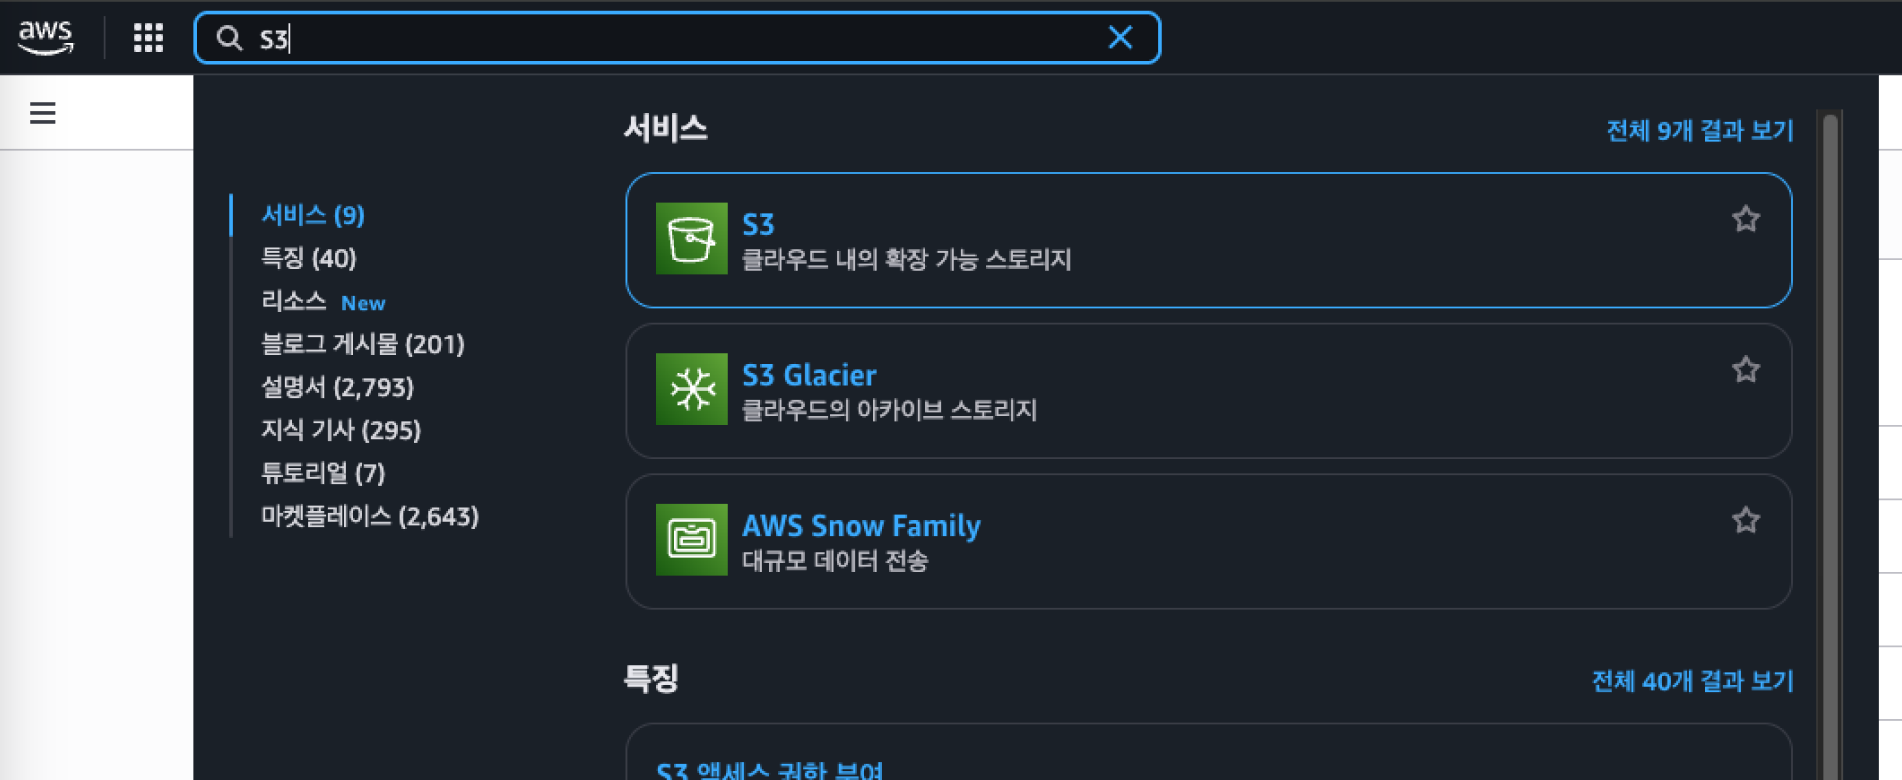 aws
S3
서비스 (9)
특징 (40)
리소스 New
블로그 게시물 (201)
설명서 (2,793)
지식 기사 (295)
튜토리얼 (7)
마켓플레이스 (2,643)
서비스
전체 9개 결과 보기
S3
클라우드 내의 확장 가능 스토리지
S3 Glacier
클라우드의 아카이브 스토리지
AWS Snow Family
대규모 데이터 전송
특징
전체 40개 결과 보기
S3 액세스 권한 부여